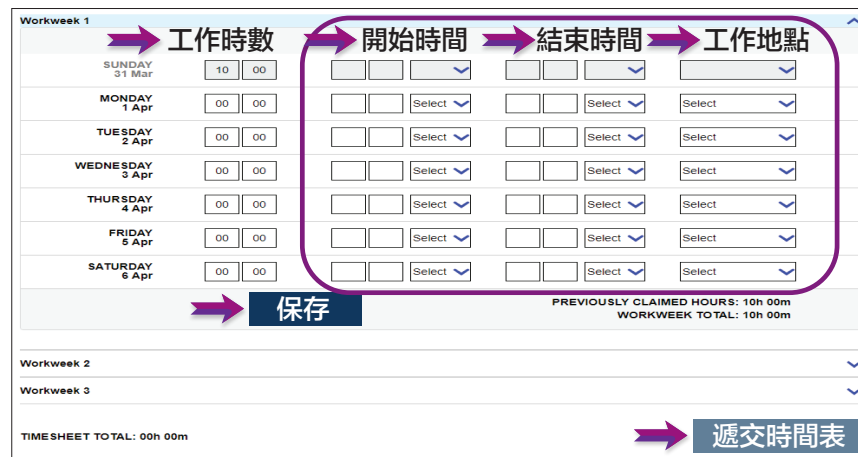 Workweek 1
工作時數 開始時間 結束時間 工作地點
SUNDAY
31 Mar 10 00
MONDAY
1 Apr 00 00 Select Select Select
TUESDAY
2 Apr 00 00 Select Select Select
WEDNESDAY
3 Apr 00 00 Select Select Select
THURSDAY
4 Apr 00 00 Select Select Select
FRIDAY
5 Apr 00 00 Select Select Select
SATURDAY
6 Apr 00 00 Select Select Select
保存
PREVIOUSLY CLAIMED HOURS: 10h 00m
WORKWEEK TOTAL: 10h 00m
Workweek 2
Workweek 3
TIMESHEET TOTAL: 00h 00m
遞交時間表